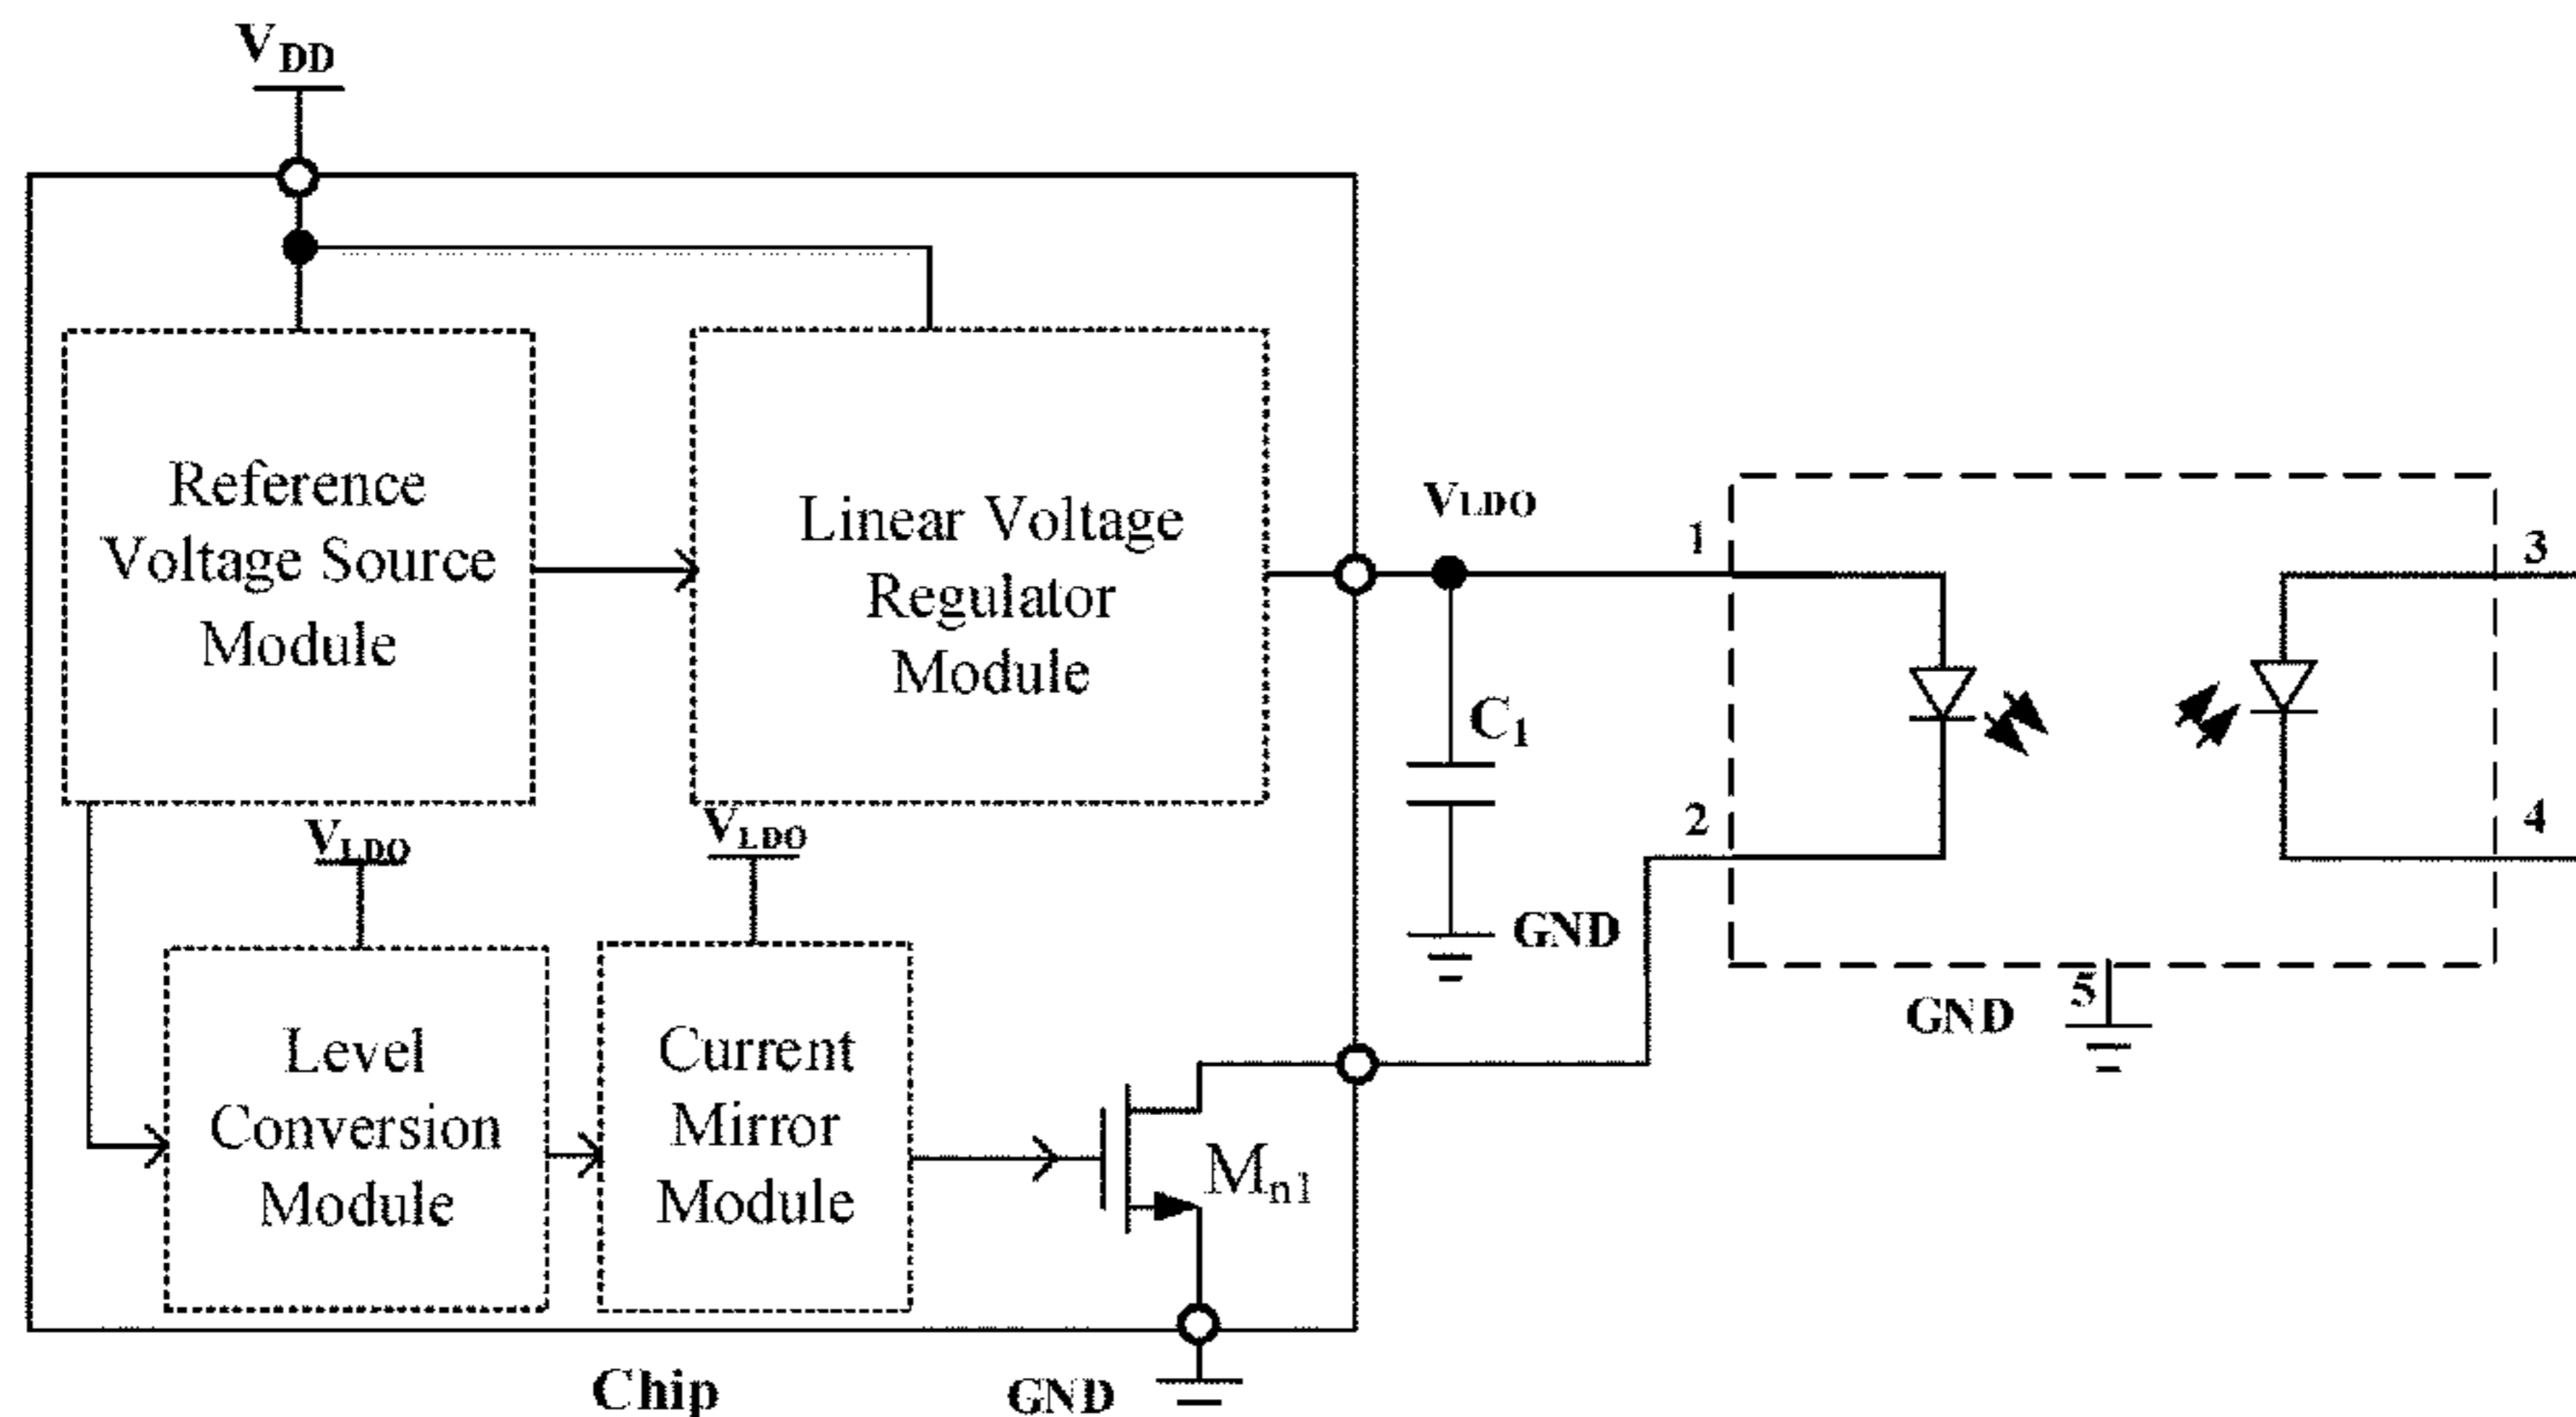 VDD
Reference
Voltage Source
Module
Linear Voltage
Regulator
Module
VLDO
1
3
C1
2
4
VLDO
VLDO
GND
5
GND
Level
Conversion
Module
Current
Mirror
Module
Mn1
Chip
GND